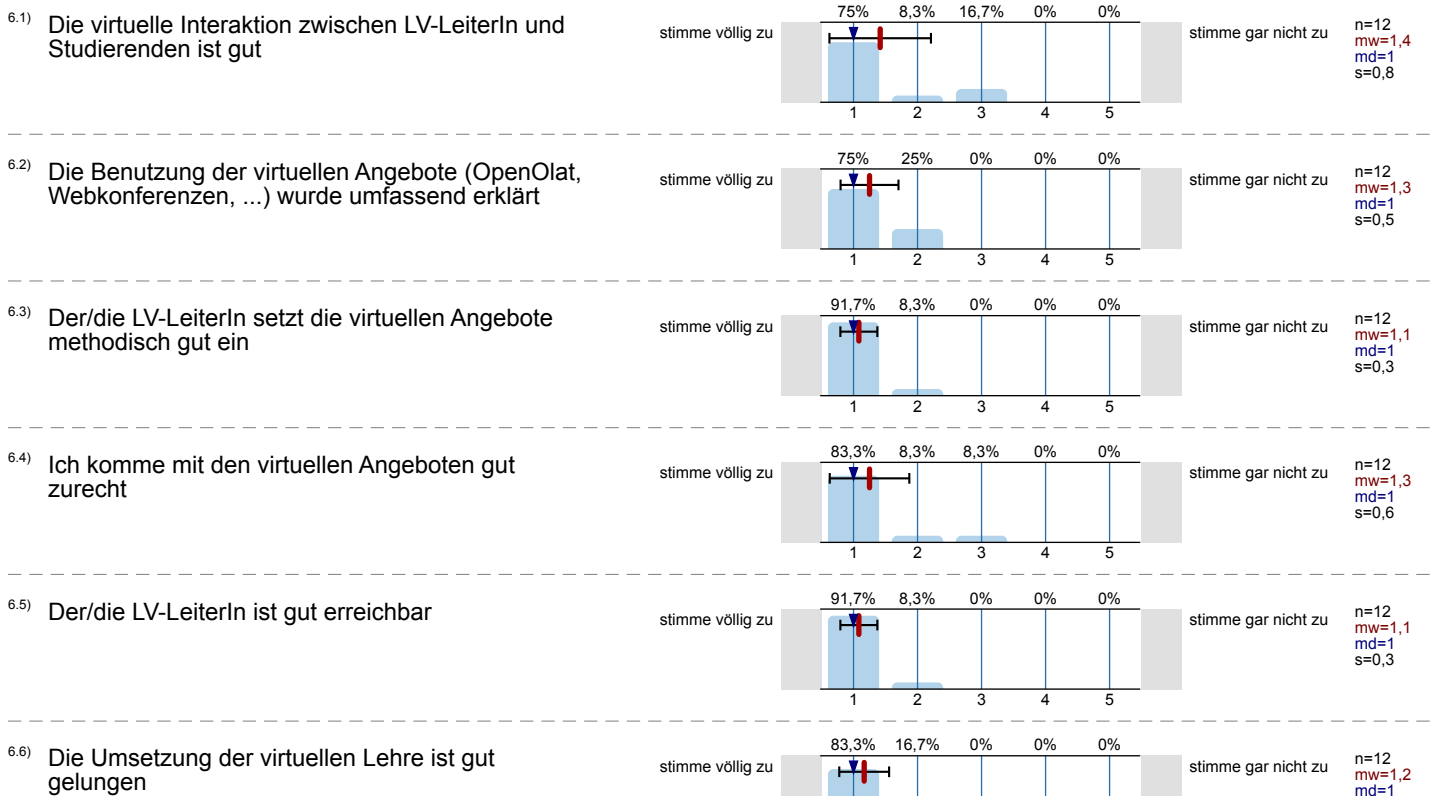 6.1) Die virtuelle Interaktion zwischen LV-LeiterIn und
Studierenden ist gut
stimme völlig zu
75% 8,3% 16,7% 0% 0%
1 2 3 4 5
stimme gar nicht zu
n=12
mw=1,4
md=1
s=0,8
6.2) Die Benutzung der virtuellen Angebote (OpenOlat,
Webkonferenzen, ...) wurde umfassend erklärt
stimme völlig zu
75% 25% 0% 0% 0%
1 2 3 4 5
stimme gar nicht zu
n=12
mw=1,3
md=1
s=0,5
6.3) Der/die LV-LeiterIn setzt die virtuellen Angebote
methodisch gut ein
stimme völlig zu
91,7% 8,3% 0% 0% 0%
1 2 3 4 5
stimme gar nicht zu
n=12
mw=1,1
md=1
s=0,3
6.4) Ich komme mit den virtuellen Angeboten gut
zurecht
stimme völlig zu
83,3% 8,3% 8,3% 0% 0%
1 2 3 4 5
stimme gar nicht zu
n=12
mw=1,3
md=1
s=0,6
6.5) Der/die LV-LeiterIn ist gut erreichbar
stimme völlig zu
91,7% 8,3% 0% 0% 0%
1 2 3 4 5
stimme gar nicht zu
n=12
mw=1,1
md=1
s=0,3
6.6) Die Umsetzung der virtuellen Lehre ist gut
gelungen
stimme völlig zu
83,3% 16,7% 0% 0% 0%
stimme gar nicht zu
n=12
mw=1,2
md=1